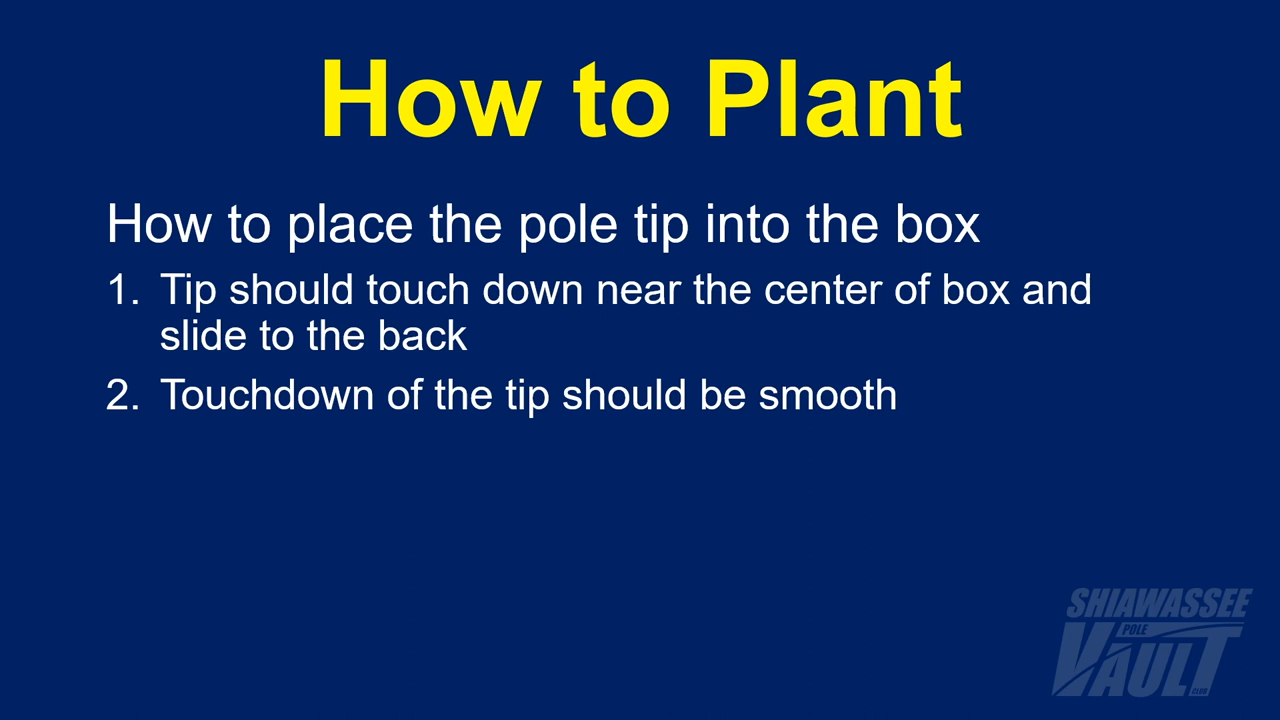 How to Plant
How to place the pole tip into the box
1. Tip should touch down near the center of box and
slide to the back
2. Touchdown of the tip should be smooth
SHIAWASSEE
POLE
VAULT
CLUB